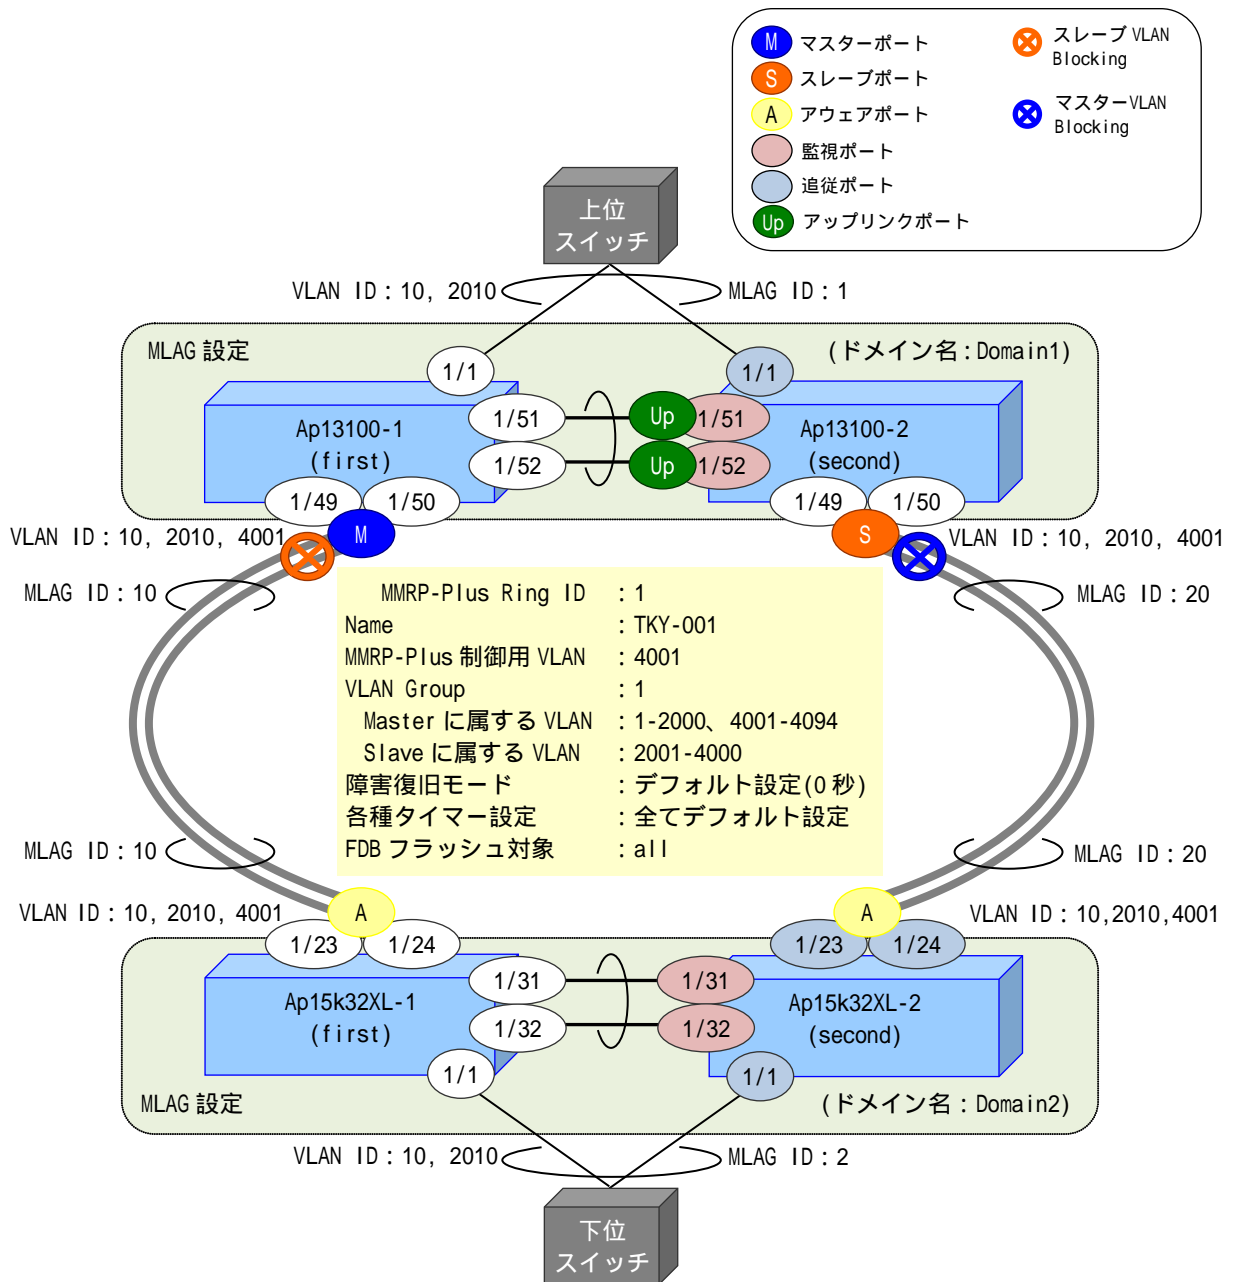 M マスターポート
スレーブ VLAN
Blocking
S スレーブポート
A アウェアポート
マスターVLAN
Blocking
監視ポート
追従ポート
Up アップリンクポート
上位
スイッチ
VLAN ID：10, 2010
MLAG ID：1
MLAG 設定
(ドメイン名：Domain1)
1/1
1/1
Ap13100-1
(first)
1/51
Up
1/51
1/52
Up
1/52
Ap13100-2
(second)
1/49
1/50
1/49
1/50
VLAN ID：10, 2010, 4001
M
S
VLAN ID：10, 2010, 4001
MLAG ID：10
MLAG ID：20
MMRP-Plus Ring ID ：1
Name ：TKY-001
MMRP-Plus 制御用 VLAN ：4001
VLAN Group ：1
Master に属する VLAN ：1-2000、4001-4094
Slave に属する VLAN ：2001-4000
障害復旧モード ：デフォルト設定(0 秒)
各種タイマー設定 ：全てデフォルト設定
FDB フラッシュ対象 ：all
MLAG ID：10
MLAG ID：20
VLAN ID：10, 2010, 4001
A
A
VLAN ID：10,2010,4001
1/23
1/24
1/23
1/24
Ap15k32XL-1
(first)
1/31
1/31
1/32
1/32
Ap15k32XL-2
(second)
1/1
1/1
MLAG 設定
(ドメイン名：Domain2)
VLAN ID：10, 2010
MLAG ID：2
下位
スイッチ